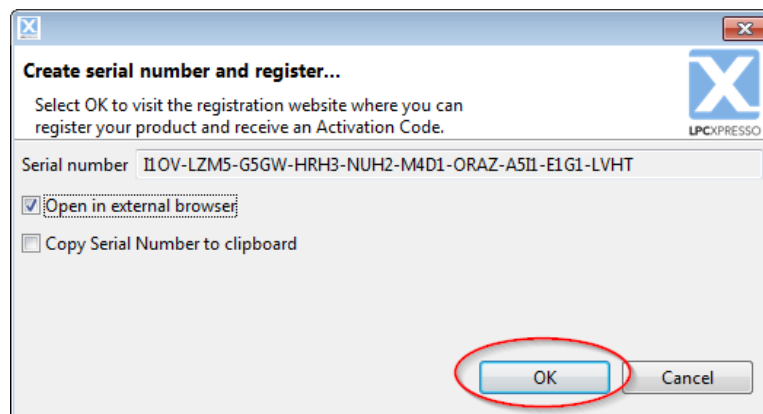 Create serial number and register...
Select OK to visit the registration website where you can
register your product and receive an Activation Code.
LPCXPRESSO
Serial number I1OV-LZM5-G5GW-HRH3-NUH2-M4D1-ORAZ-A5I1-E1G1-LVHT
Open in external browser
Copy Serial Number to clipboard
OK Cancel